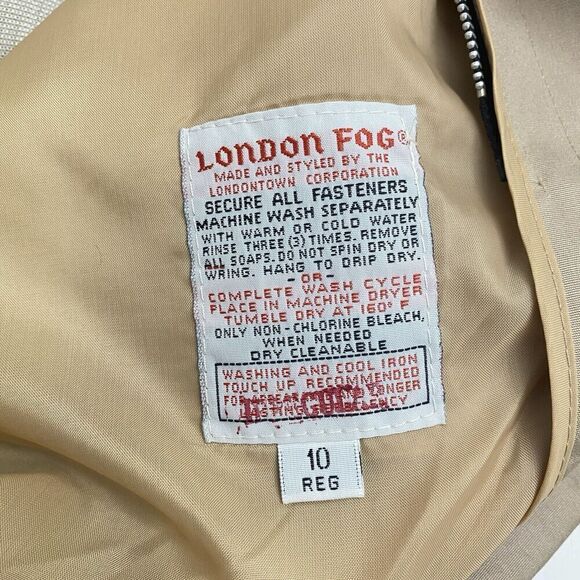 LONDON FOG®
MADE AND STYLED BY THE
LONDONTOWN CORPORATION
SECURE ALL FASTENERS
MACHINE WASH SEPARATELY
WITH WARM OR COLD WATER
RINSE THREE (3) TIMES. REMOVE
ALL SOAPS. DO NOT SPIN DRY OR
WRING. HANG TO DRIP DRY.
-OR-
COMPLETE WASH CYCLE
PLACE IN MACHINE DRYER
TUMBLE DRY AT 160° F
ONLY NON-CHLORINE BLEACH,
WHEN NEEDED
DRY CLEANABLE
WASHING AND COOL IRON
TOUCH UP RECOMMENDED
FOR
10
REG